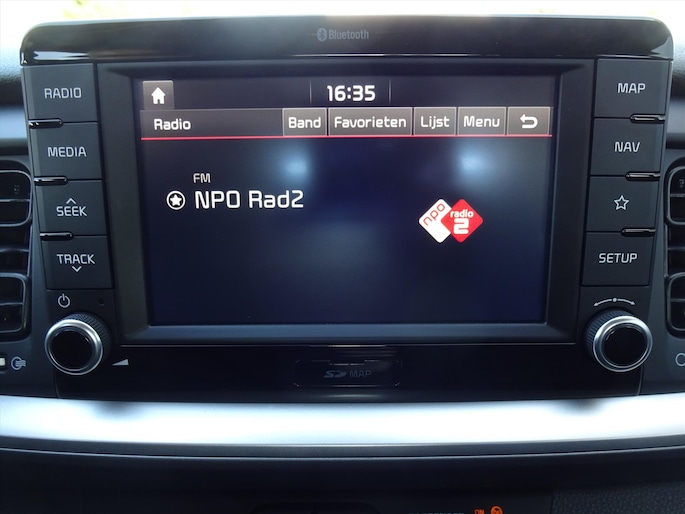 Bluetooth
RADIO
MEDIA
SEEK
TRACK
16:35
Radio Band Favorieten Lijst Menu
FM
NPO Rad2
npo radio 2
MAP
NAV
SETUP
SD MAP
ON